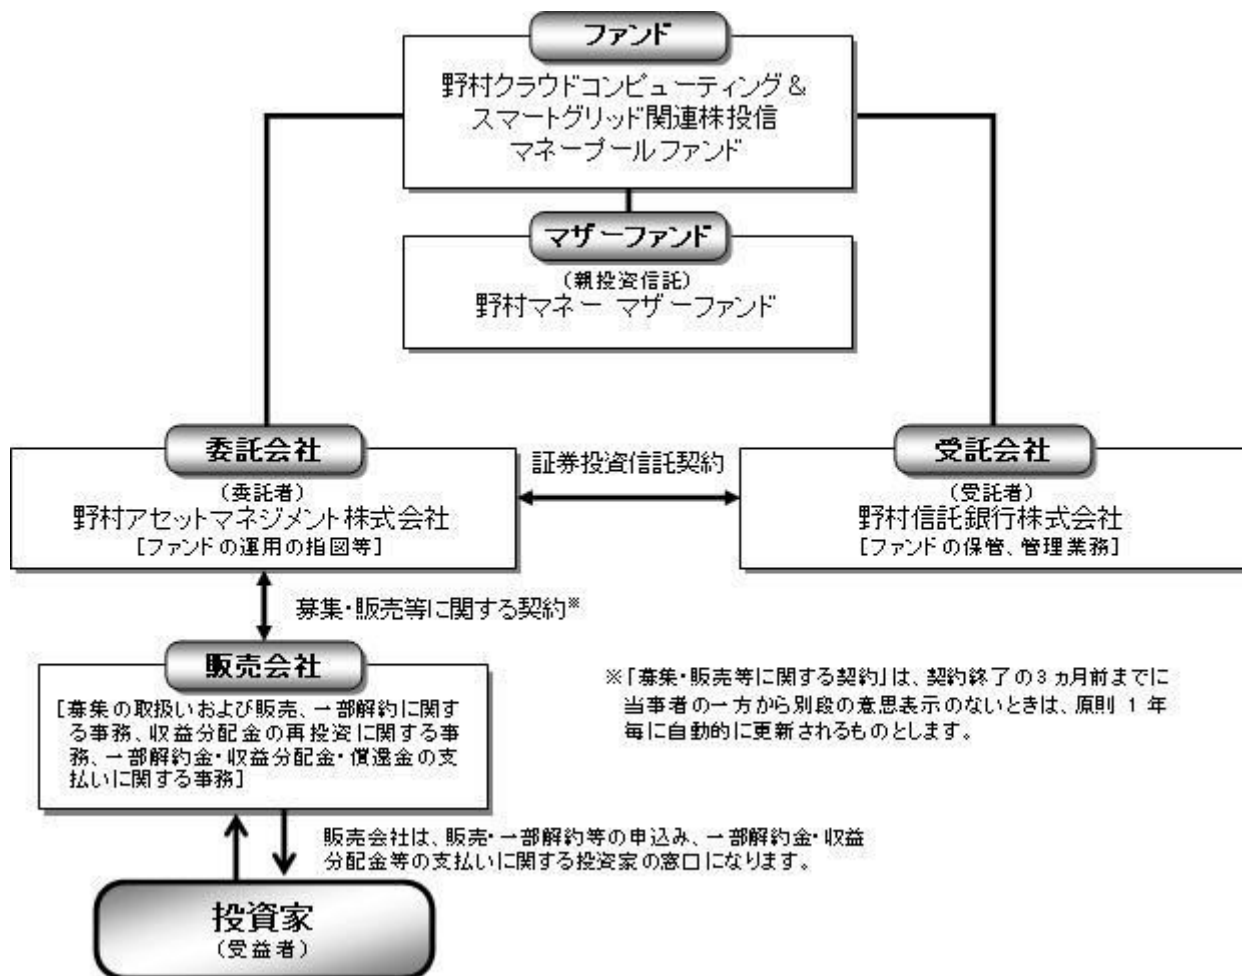 ファンド
野村クラウドコンピューティング&
スマートグリッド関連株投信
マネープールファンド
マザーファンド
(親投資信託)
野村マネー マザーファンド
委託会社
(委託者)
野村アセットマネジメント株式会社
[ファンドの運用の指図等]
証券投資信託契約
受託会社
(受託者)
野村信託銀行株式会社
[ファンドの保管、管理業務]
募集・販売等に関する契約※
販売会社
[募集の取扱いおよび販売、一部解約に関す
る事務、収益分配金の再投資に関する事
務、一部解約金・収益分配金・償還金の支
払いに関する事務]
※「募集・販売等に関する契約」は、契約終了の3ヵ月前までに
当事者の一方から別段の意思表示のないときは、原則 1 年
毎に自動的に更新されるものとします。
販売会社は、販売・一部解約等の申込み、一部解約金・収益
分配金等の支払いに関する投資家の窓口になります。
投資家
(受益者)